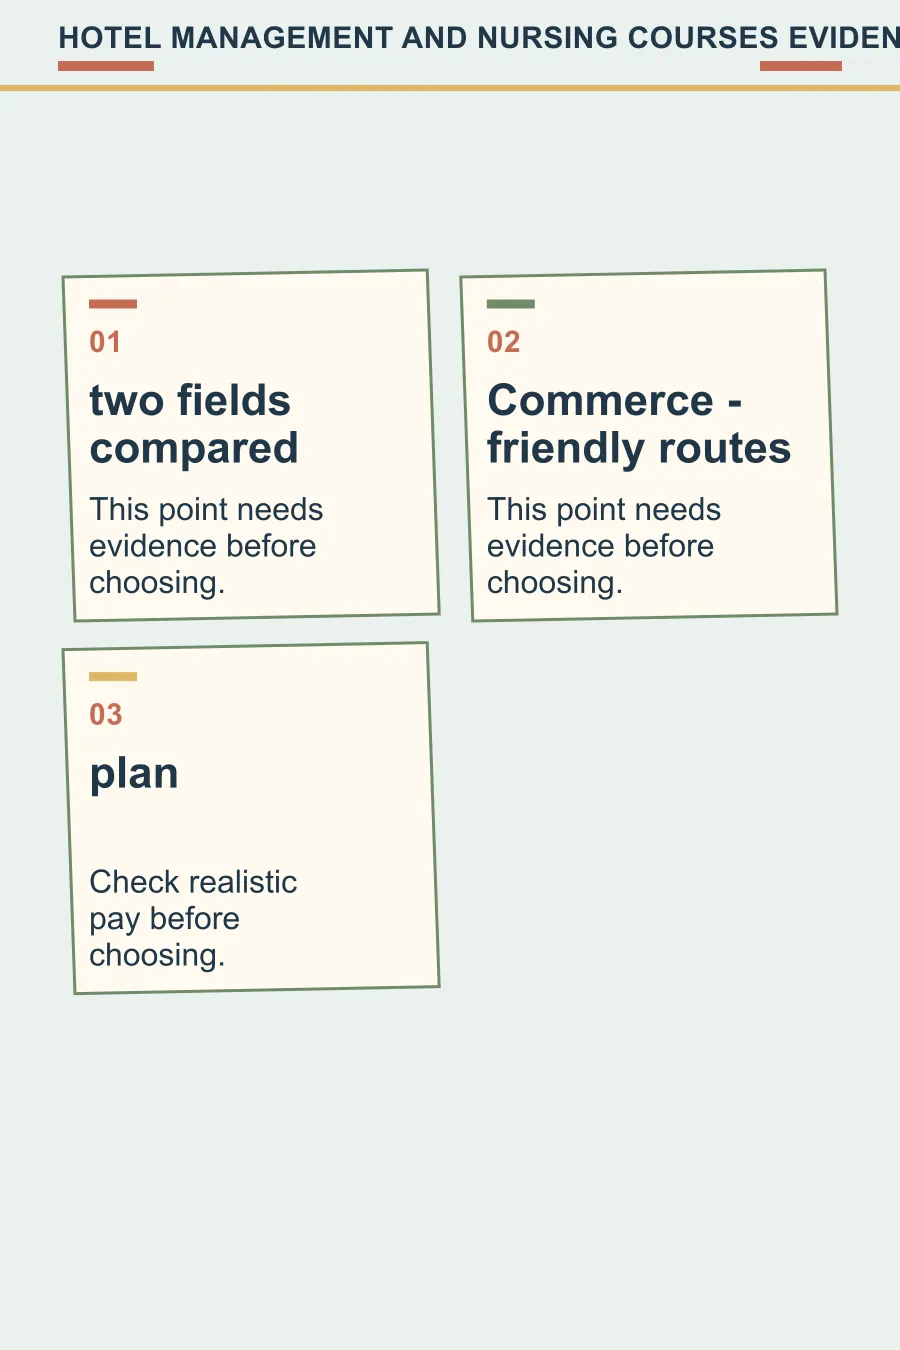 HOTEL MANAGEMENT AND NURSING COURSES EVIDEN
01
two fields
compared
This point needs
evidence before
choosing.
02
Commerce -
friendly routes
This point needs
evidence before
choosing.
03
plan
Check realistic
pay before
choosing.